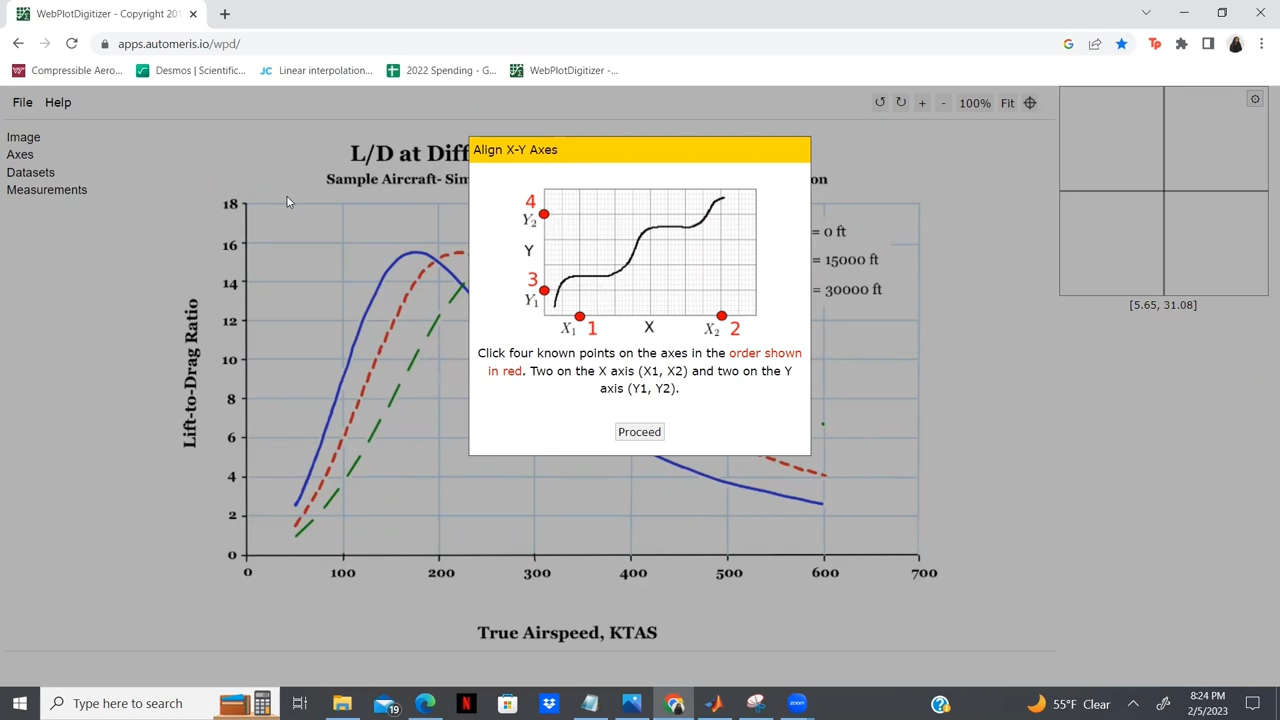 WebPlotDigitizer - Copyright 201
apps.automeris.io/wpd/
Compressible Aero...
Desmos | Scientific...
JC Linear interpolation...
2022 Spending - G...
WebPlotDigitizer -...
File Help
100% Fit
Image
Axes
Datasets
Measurements
L/D at Diff
Sample Aircraft- Sim
on
Align X-Y Axes
4
Y2
Y
3
Y1
X1 1 X X2 2
Click four known points on the axes in the order shown
in red. Two on the X axis (X1, X2) and two on the Y
axis (Y1, Y2).
Proceed
= 0 ft
= 15000 ft
= 30000 ft
[5.65, 31.08]
Lift-to-Drag Ratio
18
16
14
12
10
8
6
4
2
0
0 100 200 300 400 500 600 700
True Airspeed, KTAS
Type here to search
19
zoom
55°F Clear
8:24 PM
2/5/2023